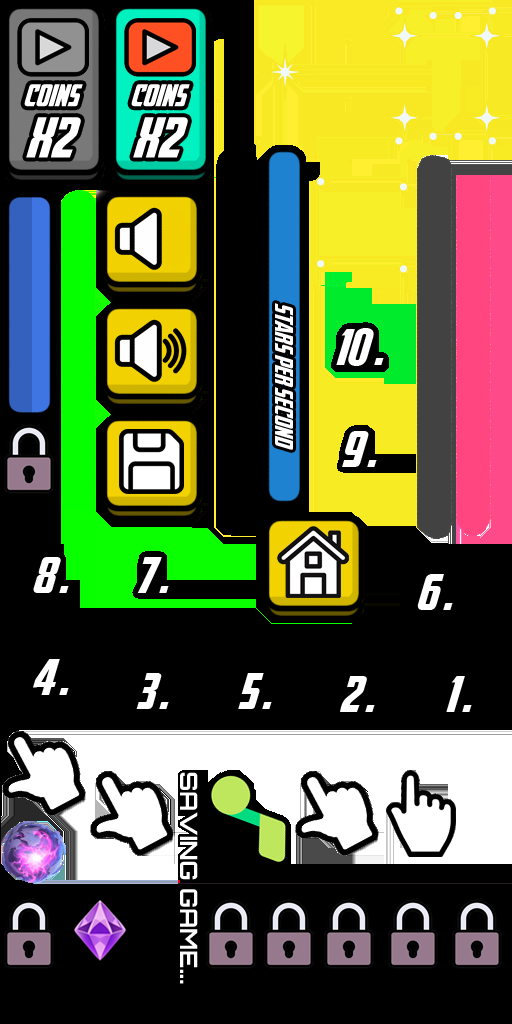 COINS
X2
COINS
X2
STARS PER SECOND
10.
9.
8.
7.
6.
4.
3.
5.
2.
1.
SAVING GAME...